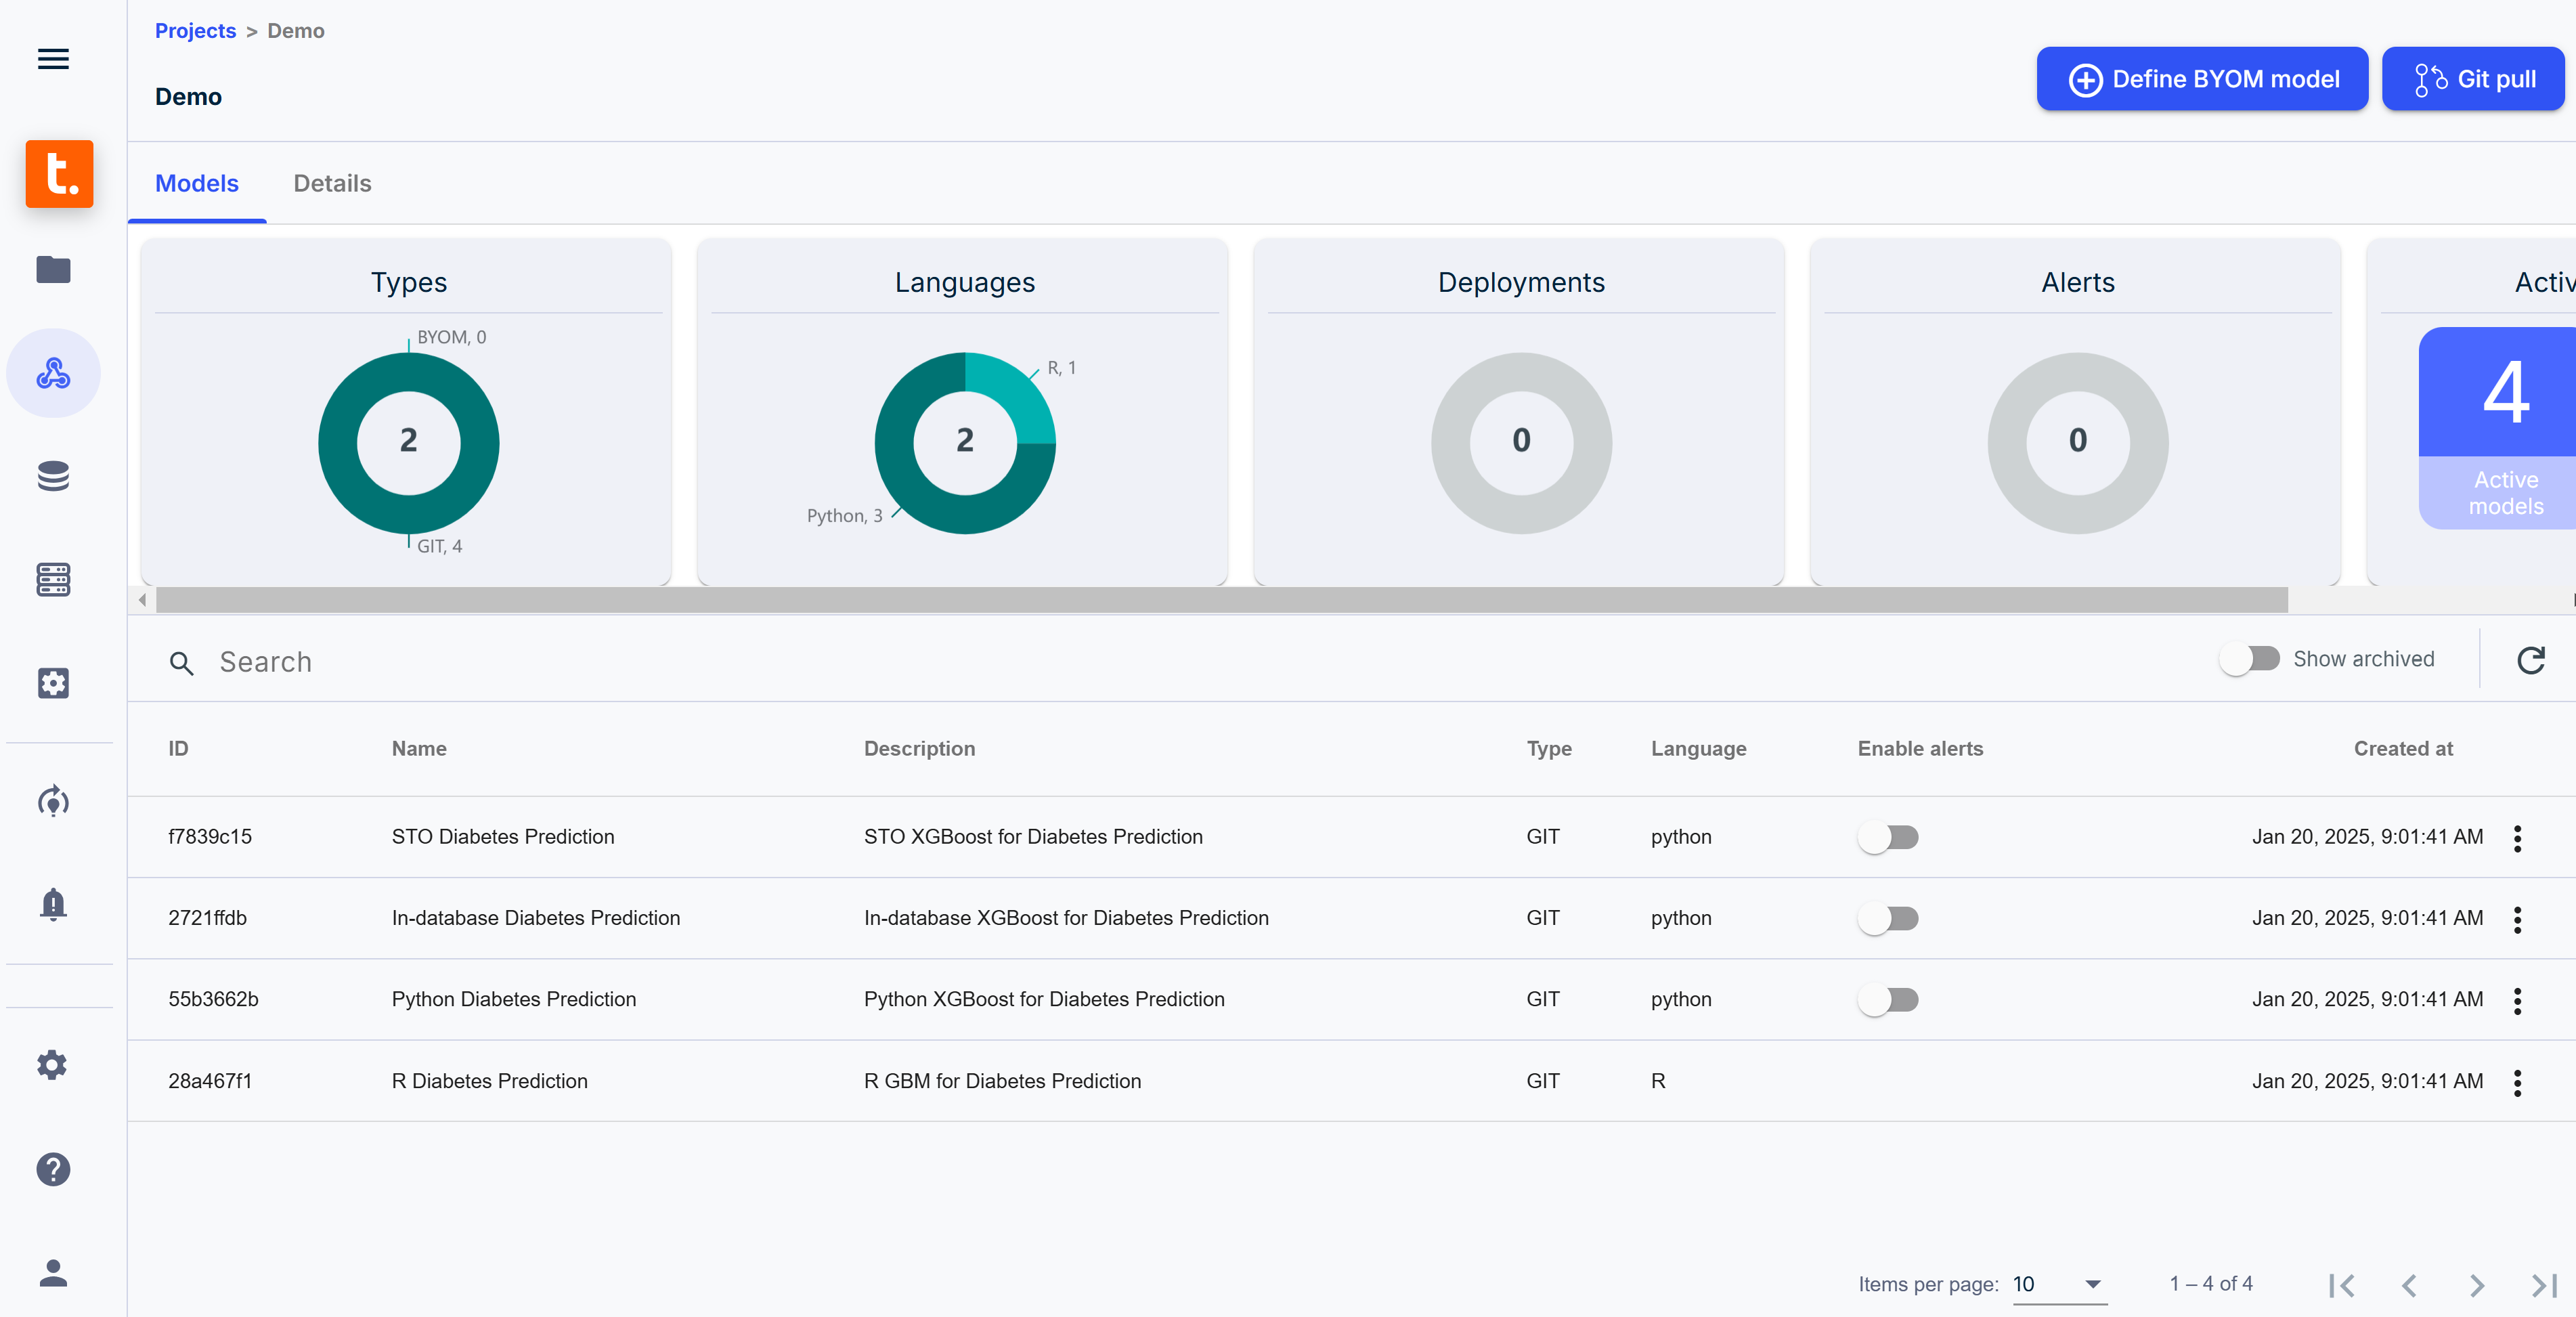 Projects > Demo
Demo
Define BYOM model
Git pull
t.
Models
Details
Types
Languages
Deployments
Alerts
Activ
BYOM, 0
2
GIT, 4
R, 1
2
Python, 3
0
0
4
Active
models
Search
Show archived
ID Name Description Type Language Enable alerts Created at
f7839c15 STO Diabetes Prediction STO XGBoost for Diabetes Prediction GIT python Jan 20, 2025, 9:01:41 AM
2721ffdb In-database Diabetes Prediction In-database XGBoost for Diabetes Prediction GIT python Jan 20, 2025, 9:01:41 AM
55b3662b Python Diabetes Prediction Python XGBoost for Diabetes Prediction GIT python Jan 20, 2025, 9:01:41 AM
28a467f1 R Diabetes Prediction R GBM for Diabetes Prediction GIT R Jan 20, 2025, 9:01:41 AM
Items per page: 10 1 – 4 of 4